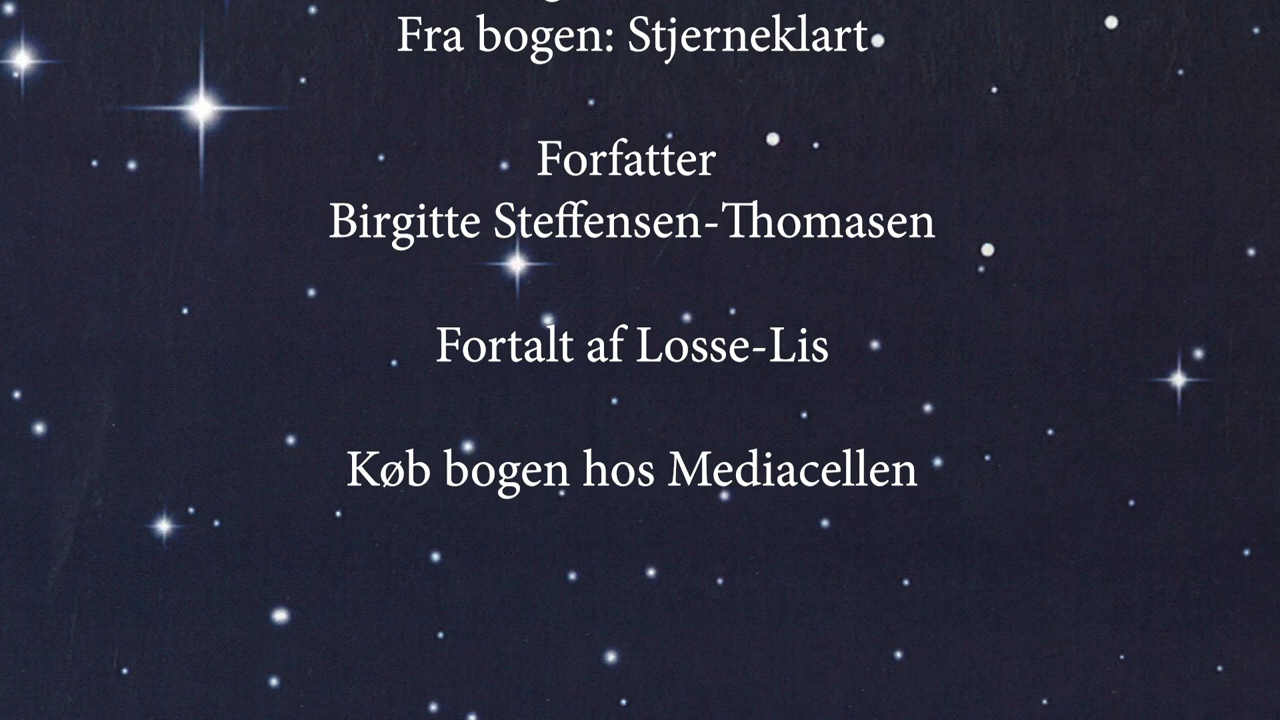 Fra bogen: Stjerneklart
Forfatter
Birgitte Steffensen-Thomasen
Fortalt af Losse-Lis
Køb bogen hos Mediacellen